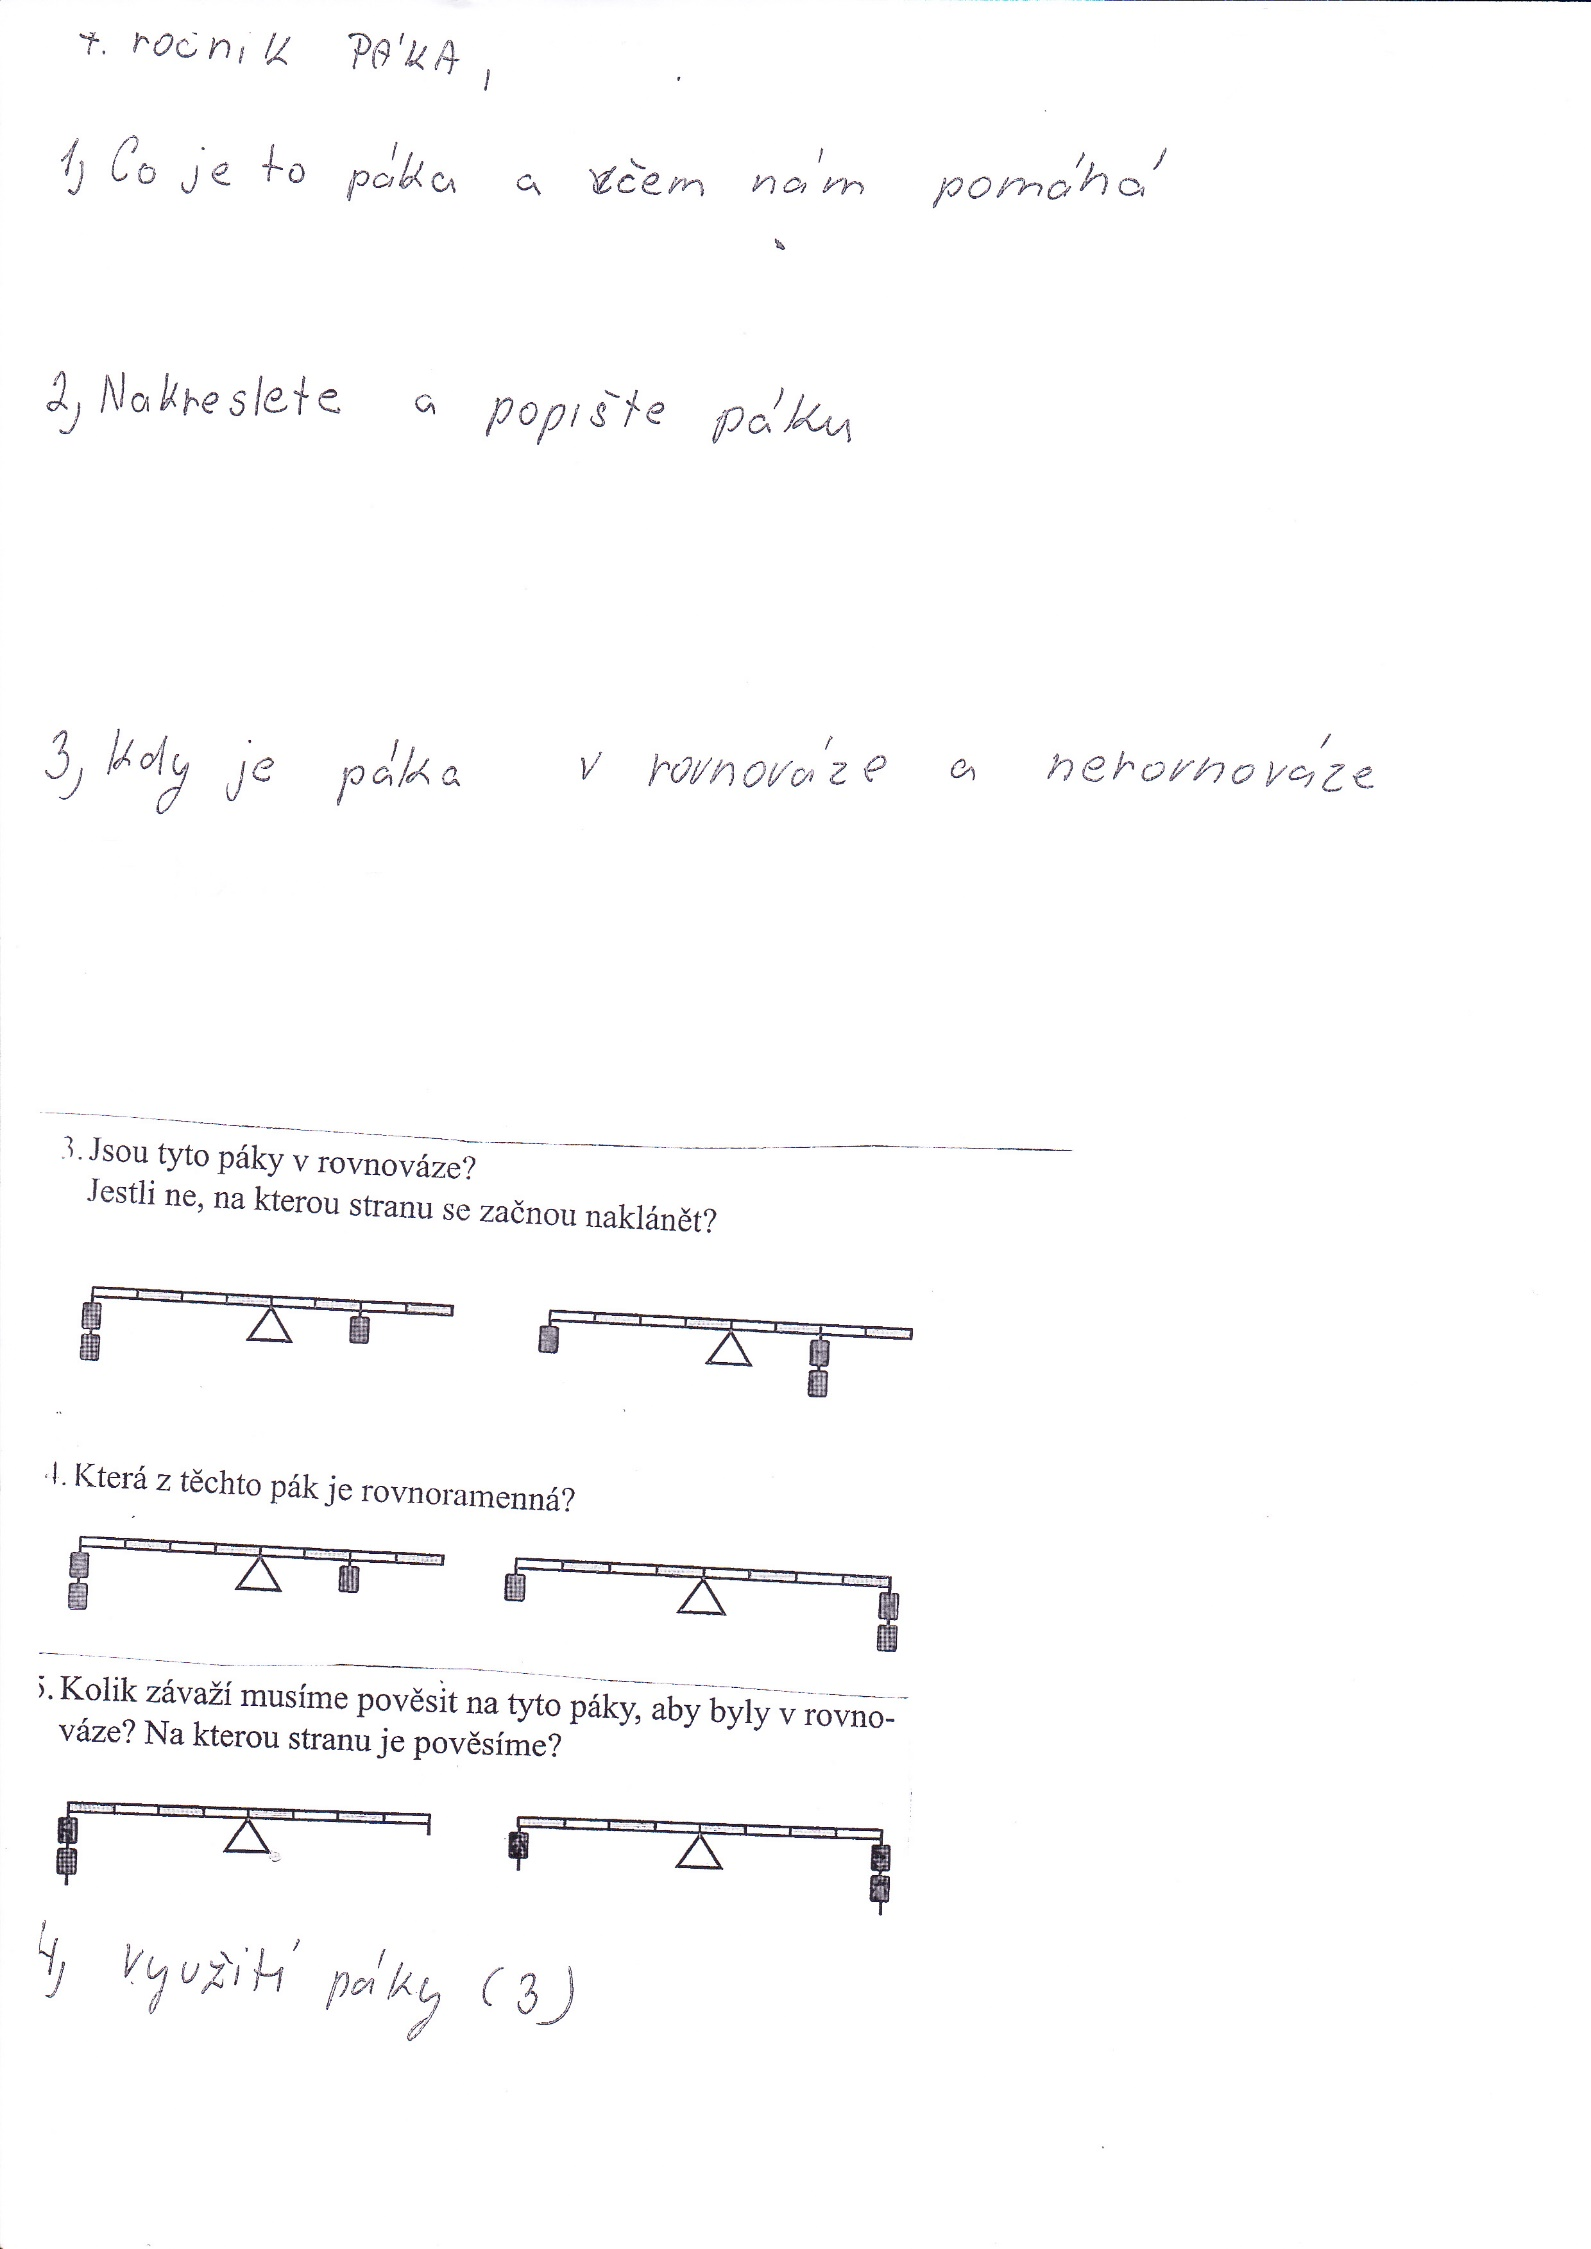 7. ročník PÁKA,
1, Co je to páka a včem nám pomáhá
2, Nakreslete a popište páku
3, Kdy je páka v rovnováze a nerovnováze
3. Jsou tyto páky v rovnováze?
Jestli ne, na kterou stranu se začnou naklánět?
4. Která z těchto pák je rovnoramenná?
5. Kolik závaží musíme pověsit na tyto páky, aby byly v rovno-
váze? Na kterou stranu je pověsíme?
4, využití páky (3)